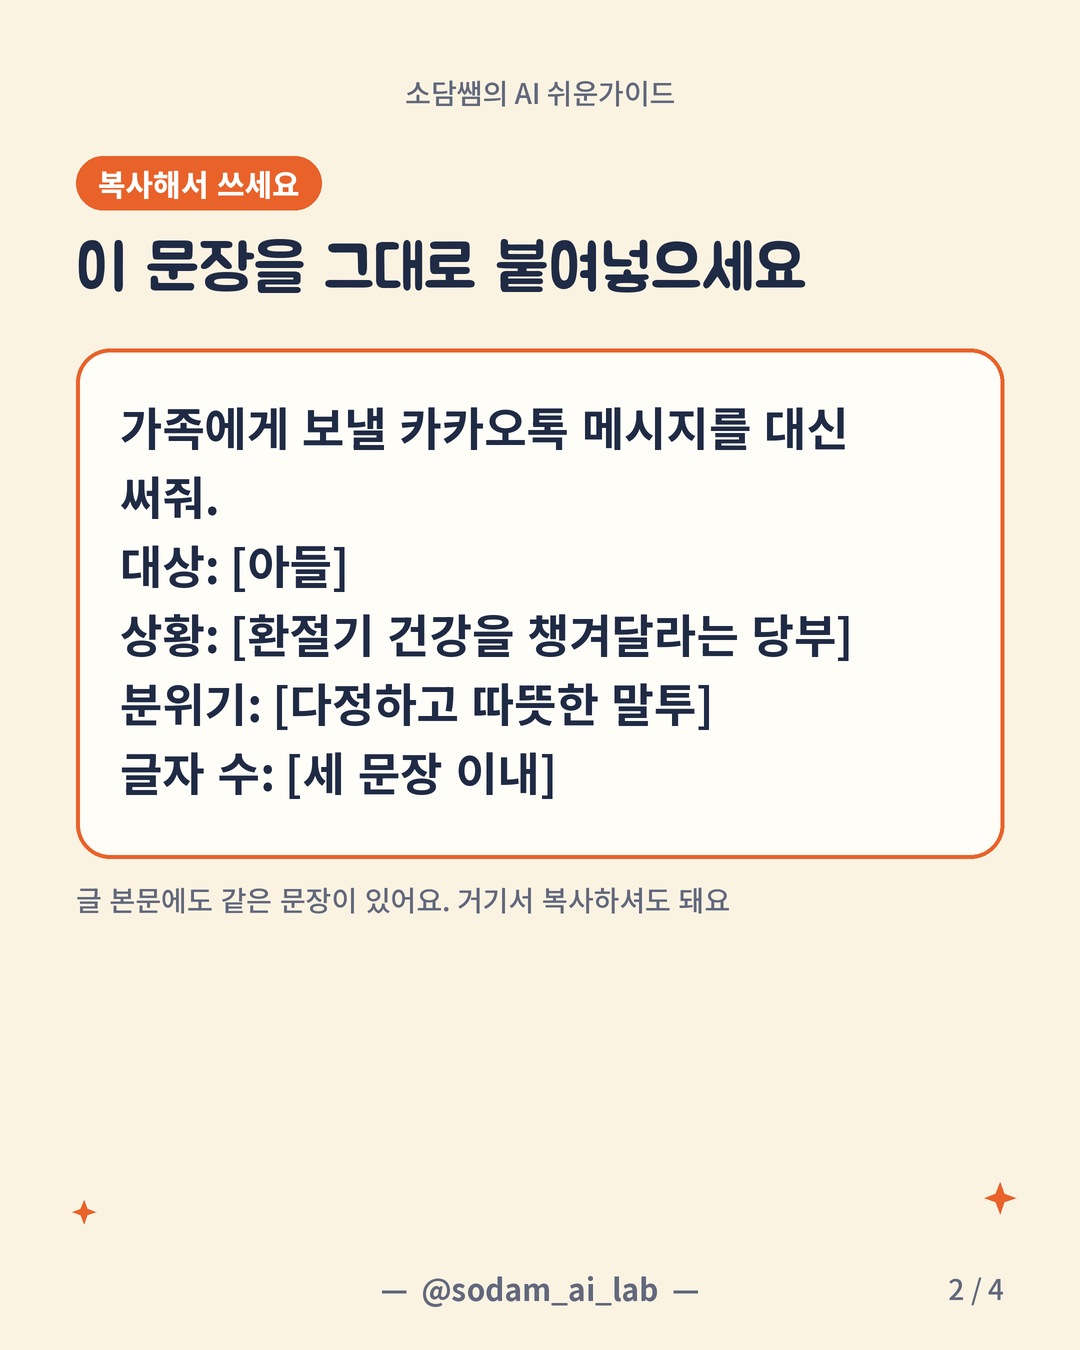 소담쌤의 AI 쉬운가이드
복사해서 쓰세요
이 문장을 그대로 붙여넣으세요
가족에게 보낼 카카오톡 메시지를 대신
써줘.
대상: [아들]
상황: [환절기 건강을 챙겨달라는 당부]
분위기: [다정하고 따뜻한 말투]
글자 수: [세 문장 이내]
글 본문에도 같은 문장이 있어요. 거기서 복사하셔도 돼요
— @sodam_ai_lab —
2 / 4